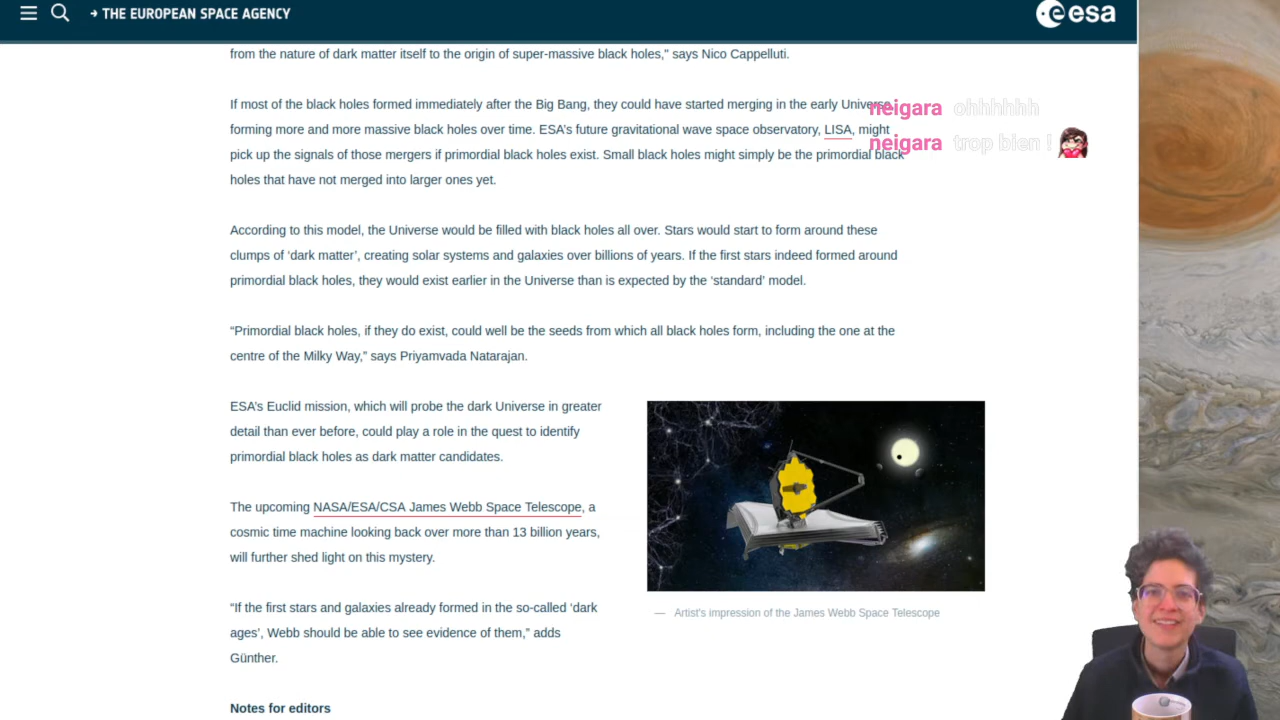 → THE EUROPEAN SPACE AGENCY
esa
from the nature of dark matter itself to the origin of super-massive black holes," says Nico Cappelluti.
If most of the black holes formed immediately after the Big Bang, they could have started merging in the early Universe,
forming more and more massive black holes over time. ESA’s future gravitational wave space observatory, LISA, might
pick up the signals of those mergers if primordial black holes exist. Small black holes might simply be the primordial black
holes that have not merged into larger ones yet.
neigara ohhhhhh
neigara trop bien !
According to this model, the Universe would be filled with black holes all over. Stars would start to form around these
clumps of ‘dark matter’, creating solar systems and galaxies over billions of years. If the first stars indeed formed around
primordial black holes, they would exist earlier in the Universe than is expected by the ‘standard’ model.
“Primordial black holes, if they do exist, could well be the seeds from which all black holes form, including the one at the
centre of the Milky Way,” says Priyamvada Natarajan.
ESA’s Euclid mission, which will probe the dark Universe in greater
detail than ever before, could play a role in the quest to identify
primordial black holes as dark matter candidates.
The upcoming NASA/ESA/CSA James Webb Space Telescope, a
cosmic time machine looking back over more than 13 billion years,
will further shed light on this mystery.
“If the first stars and galaxies already formed in the so-called ‘dark
ages’, Webb should be able to see evidence of them,” adds
Günther.
— Artist's impression of the James Webb Space Telescope
Notes for editors